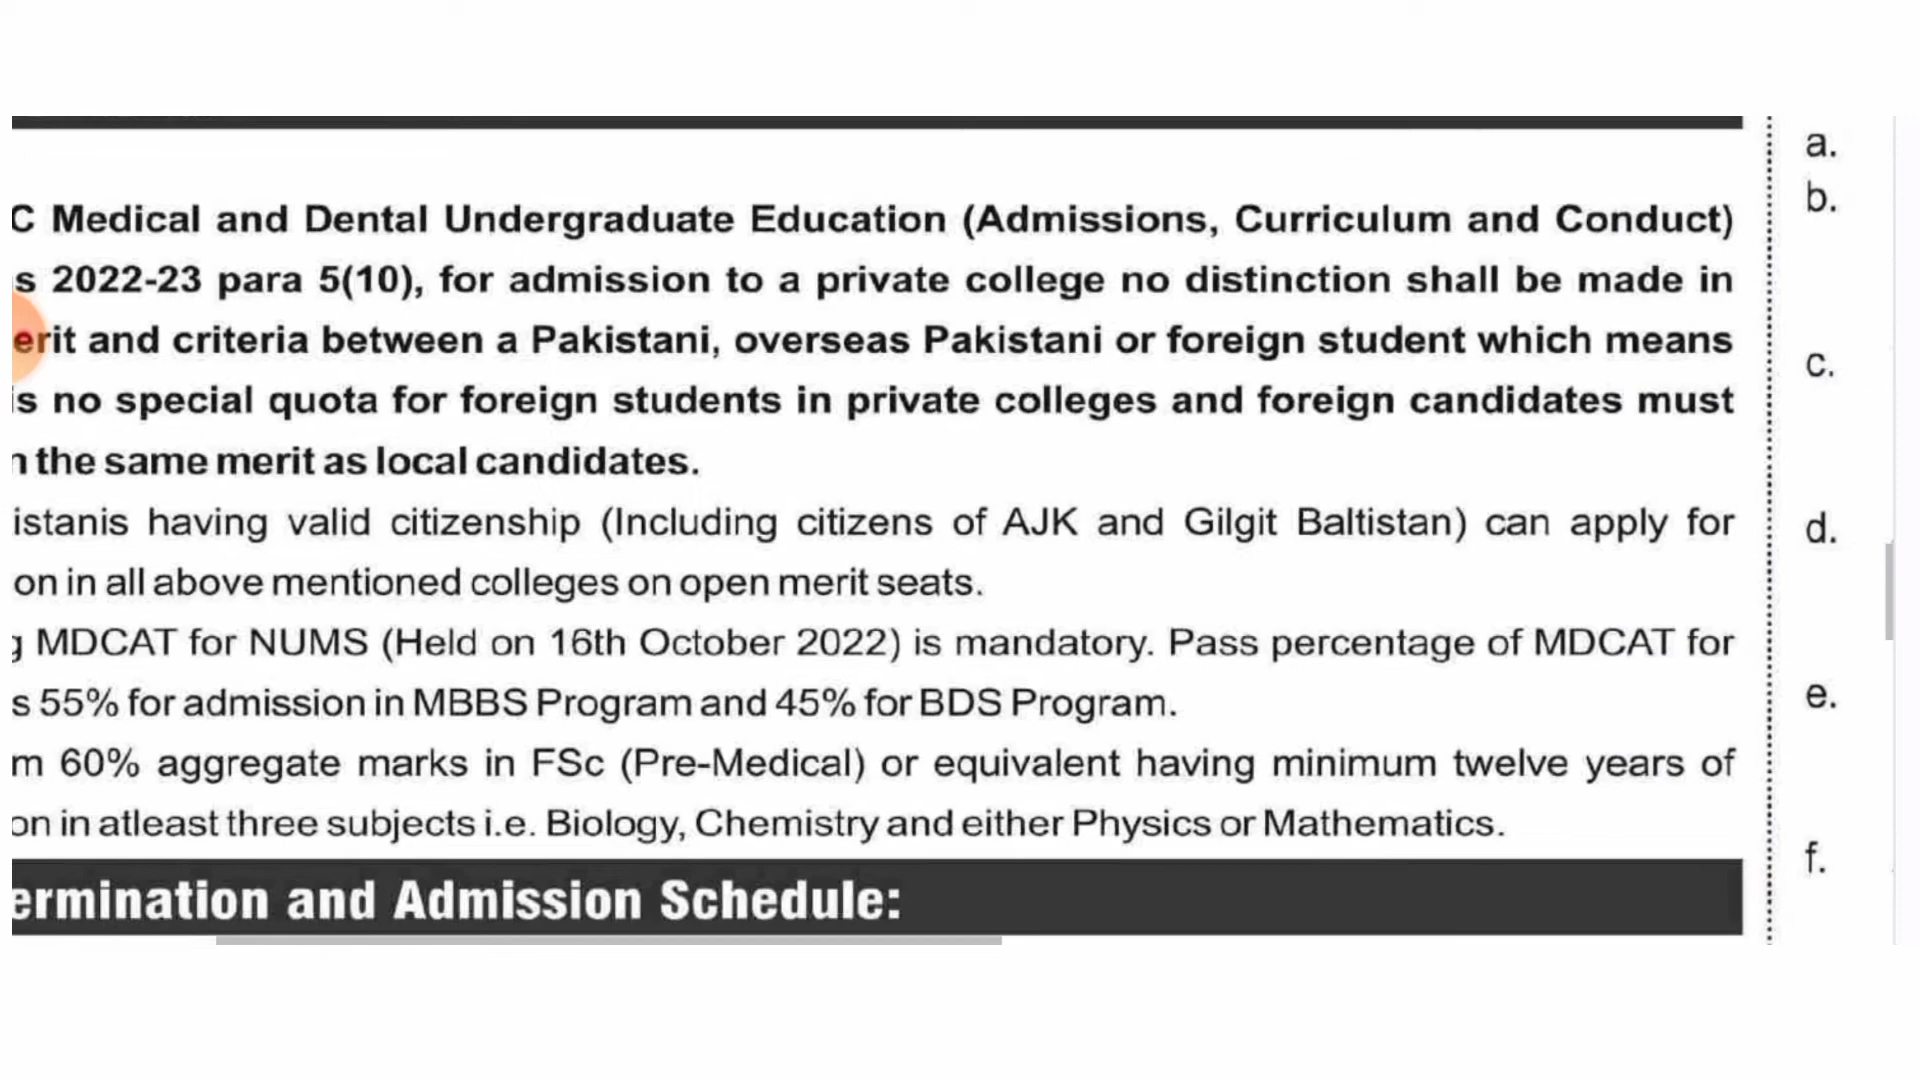 C Medical and Dental Undergraduate Education (Admissions, Curriculum and Conduct)
s 2022-23 para 5(10), for admission to a private college no distinction shall be made in
erit and criteria between a Pakistani, overseas Pakistani or foreign student which means
is no special quota for foreign students in private colleges and foreign candidates must
n the same merit as local candidates.
istanis having valid citizenship (Including citizens of AJK and Gilgit Baltistan) can apply for
on in all above mentioned colleges on open merit seats.
g MDCAT for NUMS (Held on 16th October 2022) is mandatory. Pass percentage of MDCAT for
s 55% for admission in MBBS Program and 45% for BDS Program.
m 60% aggregate marks in FSc (Pre-Medical) or equivalent having minimum twelve years of
on in atleast three subjects i.e. Biology, Chemistry and either Physics or Mathematics.
ermination and Admission Schedule:
a.
b.
c.
d.
e.
f.